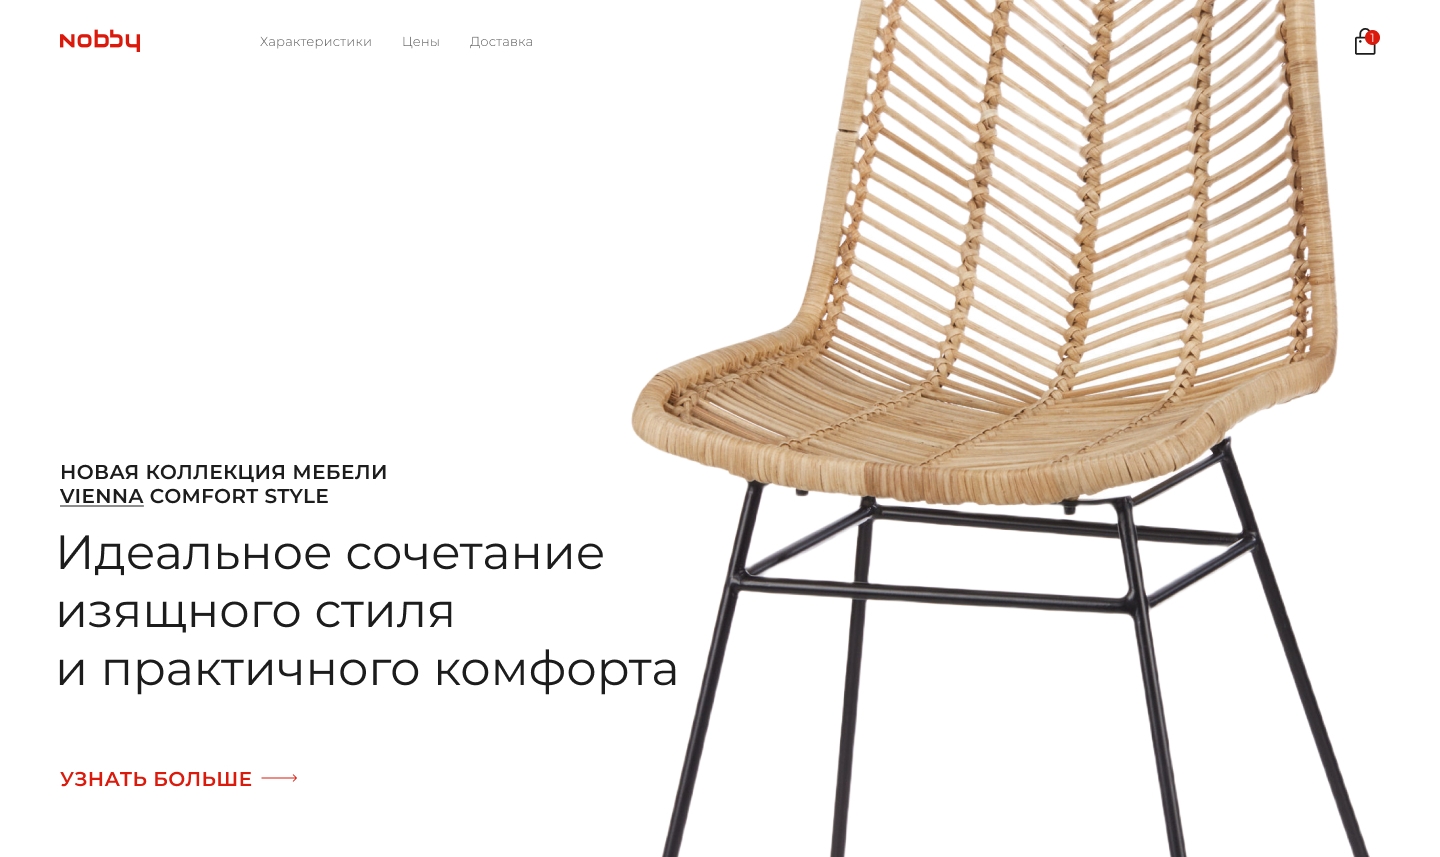 nobby
Характеристики Цены Доставка
1
НОВАЯ КОЛЛЕКЦИЯ МЕБЕЛИ
VIENNA COMFORT STYLE
Идеальное сочетание
изящного стиля
и практичного комфорта
УЗНАТЬ БОЛЬШЕ